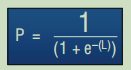 P = 1
(1 + e⁻⁽ᴸ⁾)